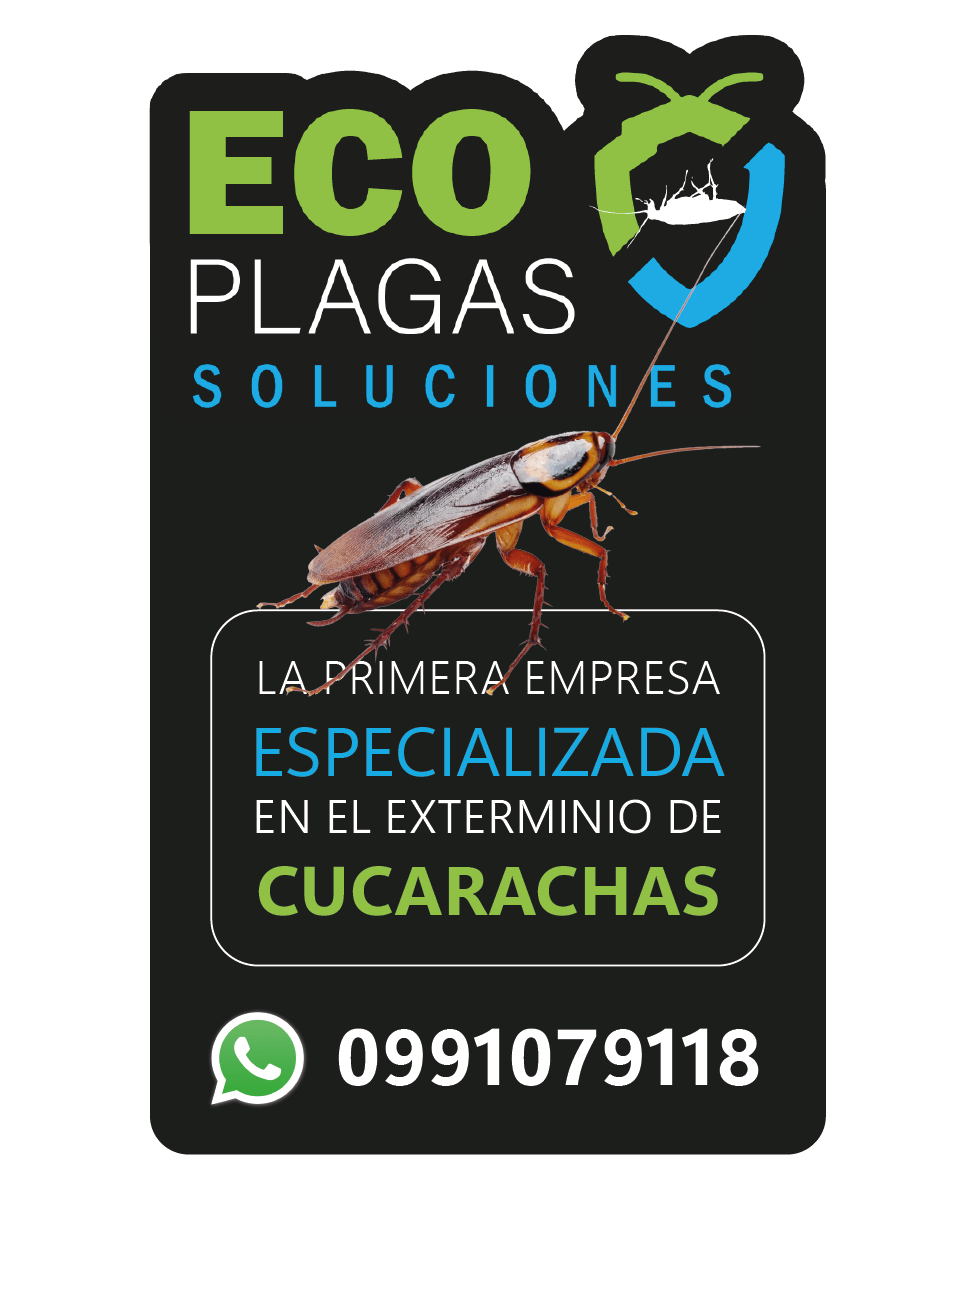 ECO
PLAGAS
SOLUCIONES
LA PRIMERA EMPRESA
ESPECIALIZADA
EN EL EXTERMINIO DE
CUCARACHAS
0991079118